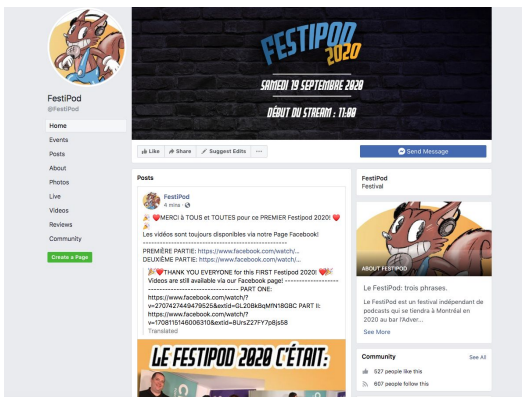 FESTIPOD
2020
SAMEDI 19 SEPTEMBRE 2020
DÉBUT DU STREAM : 11:00
FestiPod
@FestiPod
Home
Events
Posts
About
Photos
Live
Videos
Reviews
Community
Create a Page
Like
Share
Suggest Edits
Send Message
Posts
FestiPod
4 mins
MERCI à TOUS et TOUTES pour ce PREMIER Festipod 2020!
Les vidéos sont toujours disponibles via notre Page Facebook!
--------------------------------------------------
PREMIÈRE PARTIE: https://www.facebook.com/watch/...
DEUXIÈME PARTIE: https://www.facebook.com/watch/...
THANK YOU EVERYONE for this FIRST Festipod 2020!
Videos are still available via our Facebook page! -------------------
-------------------------------- PART ONE:
https://www.facebook.com/watch/?
v=2707427449479525&extid=GL20BkBqMfN18GBC PART II:
https://www.facebook.com/watch/?
v=1708115146006310&extid=8UrsZ27FY7p8js58
Translated
LE FESTIPOD 2020 C'ÉTAIT:
FestiPod
Festival
ABOUT FESTIPOD
Le FestiPod: trois phrases.
Le FestiPod est un festival indépendant de
podcasts qui se tiendra à Montréal en
2020 au bar l'Adver...
See More
Community
See All
527 people like this
607 people follow this